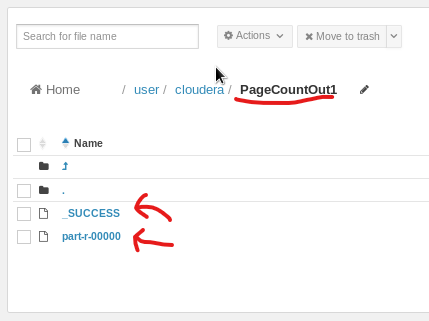 Search for file name
Actions
Move to trash
Home / user / cloudera / PageCountOut1
Name
.
_SUCCESS
part-r-00000